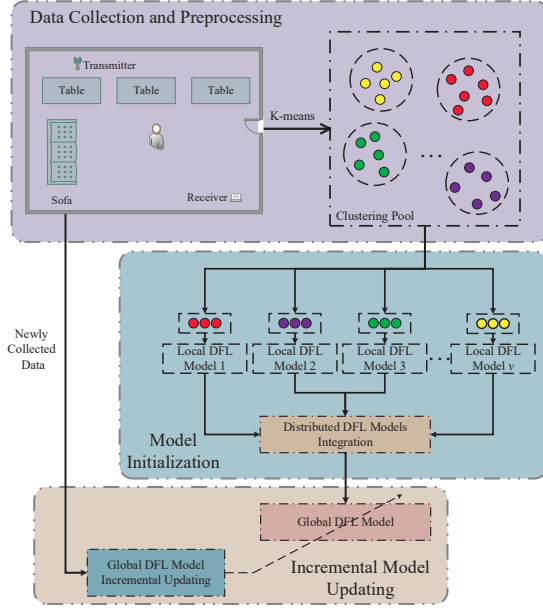 Data Collection and Preprocessing
Transmitter
Table
Table
Table
K-means
Sofa
Receiver
Clustering Pool
Newly
Collected
Data
Local DFL
Model 1
Local DFL
Model 2
Local DFL
Model 3
Local DFL
Model v
Distributed DFL Models
Integration
Model
Initialization
Global DFL Model
Global DFL Model
Incremental Updating
Incremental Model
Updating